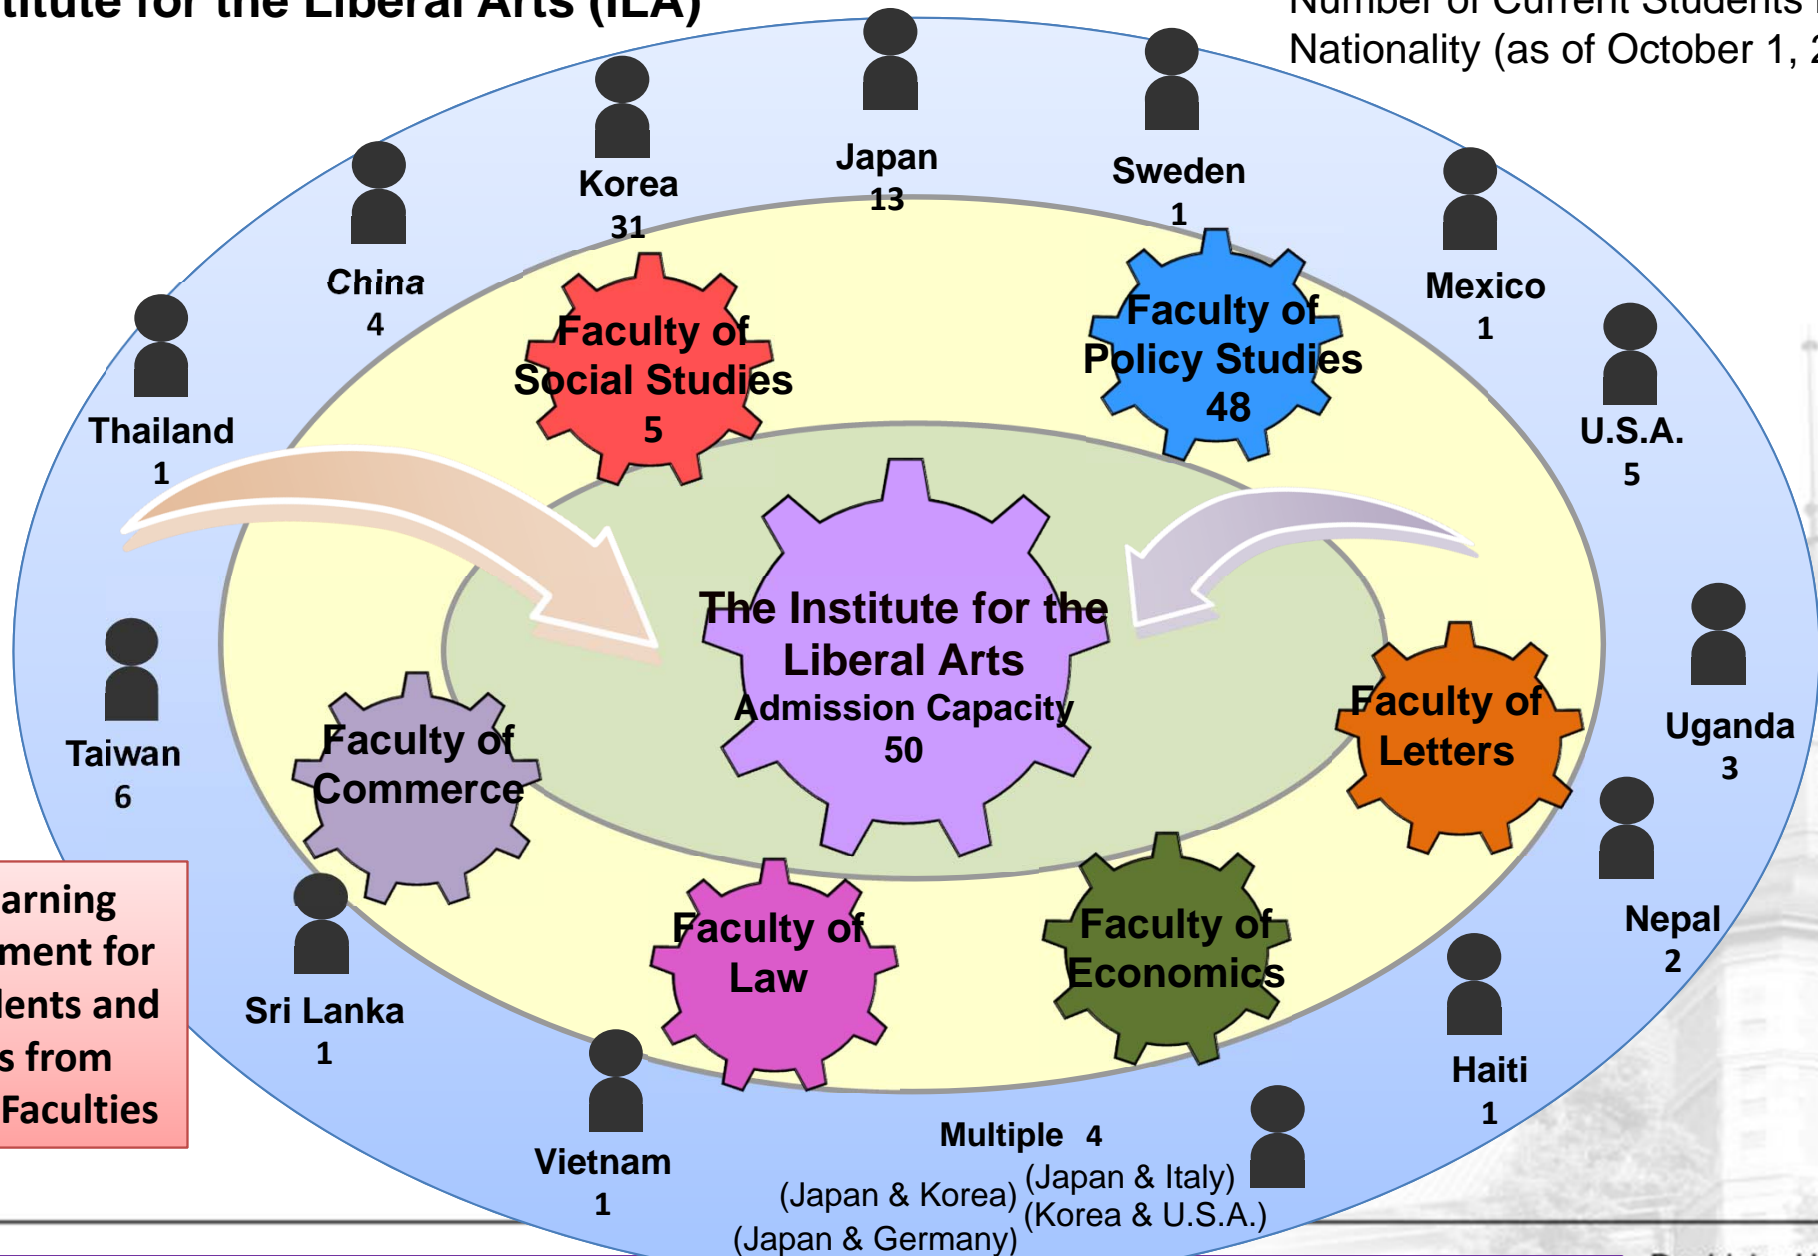 stitute for the Liberal Arts (ILA)
Number of Current Students
Nationality (as of October 1, 2
Japan
13
Sweden
1
Korea
31
Mexico
1
China
4
U.S.A.
5
Thailand
1
Faculty of
Social Studies
5
Faculty of
Policy Studies
48
The Institute for the
Liberal Arts
Admission Capacity
50
Faculty of
Letters
Uganda
3
Taiwan
6
Faculty of
Commerce
Nepal
2
Faculty of
Law
Faculty of
Economics
arning
ment for
lents and
s from
Faculties
Sri Lanka
1
Haiti
1
Vietnam
1
Multiple 4
(Japan & Korea)
(Japan & Germany)
(Japan & Italy)
(Korea & U.S.A.)